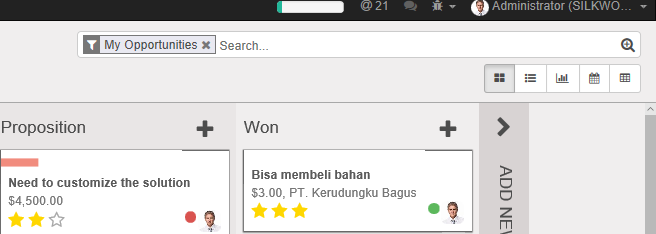 @ 21 Administrator (SILKWO...
My Opportunities Search...
Proposition
Won
Need to customize the solution
$4,500.00
Bisa membeli bahan
$3.00, PT. Kerudungku Bagus
ADD NEW